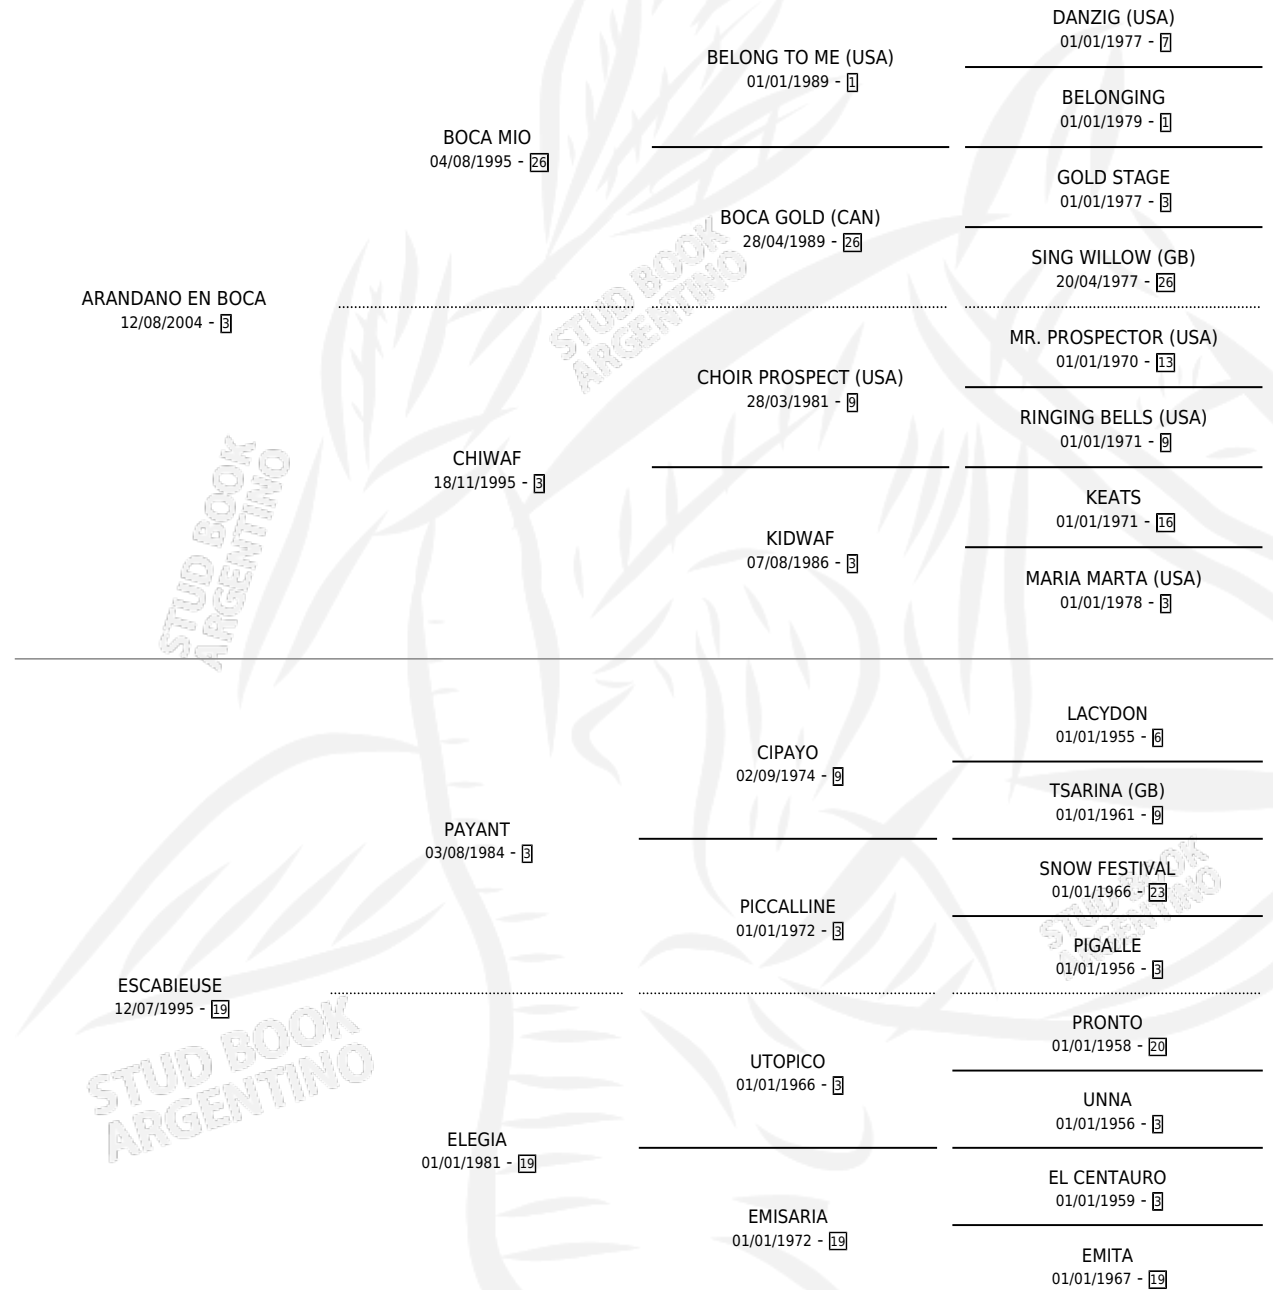 DANZIG (USA)
01/01/1977 - 7
BELONG TO ME (USA)
01/01/1989 - 1
BELONGING
01/01/1979 - 1
BOCA MIO
04/08/1995 - 26
GOLD STAGE
01/01/1977 - 3
BOCA GOLD (CAN)
28/04/1989 - 26
SING WILLOW (GB)
20/04/1977 - 26
ARANDANO EN BOCA
12/08/2004 - 3
MR. PROSPECTOR (USA)
01/01/1970 - 13
CHOIR PROSPECT (USA)
28/03/1981 - 9
RINGING BELLS (USA)
01/01/1971 - 9
CHIWAF
18/11/1995 - 3
KEATS
01/01/1971 - 16
KIDWAF
07/08/1986 - 3
MARIA MARTA (USA)
01/01/1978 - 3
LACYDON
01/01/1955 - 6
CIPAYO
02/09/1974 - 9
TSARINA (GB)
01/01/1961 - 9
PAYANT
03/08/1984 - 3
SNOW FESTIVAL
01/01/1966 - 23
PICCALLINE
01/01/1972 - 3
PIGALLE
01/01/1956 - 3
ESCABIEUSE
12/07/1995 - 19
PRONTO
01/01/1958 - 20
UTOPICO
01/01/1966 - 3
UNNA
01/01/1956 - 3
ELEGIA
01/01/1981 - 19
EL CENTAURO
01/01/1959 - 3
EMISARIA
01/01/1972 - 19
EMITA
01/01/1967 - 19
STUD BOOK
ARGENTINO
STUD BOOK
ARGENTINO
STUD BOOK
ARGENTINO
STUD BOOK
ARGENTINO